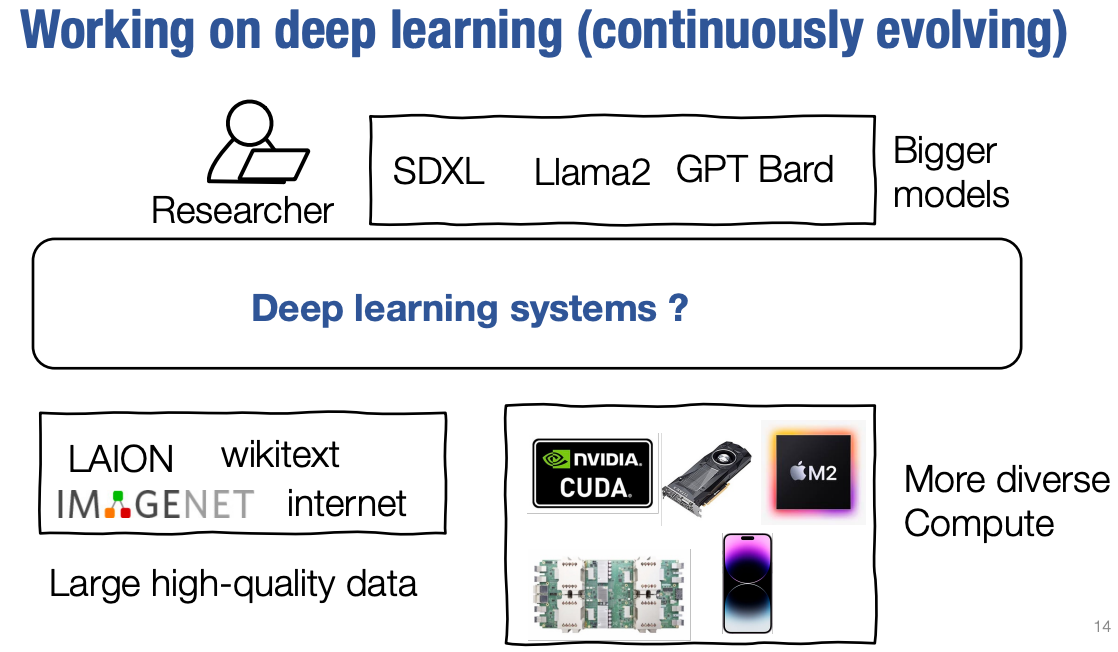 Working on deep learning (continuously evolving)
Researcher
SDXL Llama2 GPT Bard
Bigger
models
Deep learning systems ?
LAION wikitext
IMAGENET internet
Large high-quality data
NVIDIA.
CUDA.
M2
More diverse
Compute
14